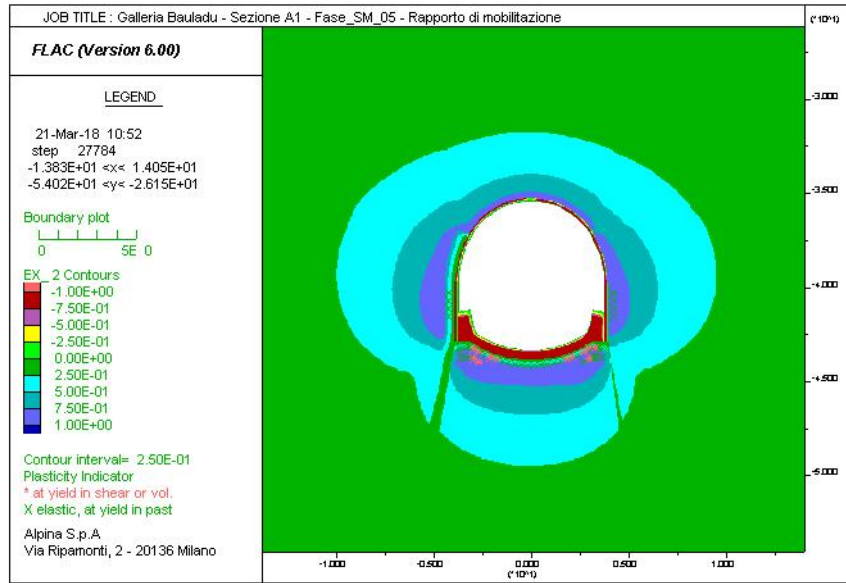 JOB TITLE : Galleria Bauladu - Sezione A1 - Fase_SM_05 - Rapporto di mobilitazione
(*10^1)
FLAC (Version 6.00)
LEGEND
21-Mar-18 10:52
step 27784
-1.383E+01 <x< 1.405E+01
-5.402E+01 <y< -2.615E+01
Boundary plot
0 5E 0
EX_ 2 Contours
-1.00E+00
-7.50E-01
-5.00E-01
-2.50E-01
0.00E+00
2.50E-01
5.00E-01
7.50E-01
1.00E+00
Contour interval= 2.50E-01
Plasticity Indicator
* at yield in shear or vol.
X elastic, at yield in past
Alpina S.p.A
Via Ripamonti, 2 - 20136 Milano
-3.000
-3.500
-4.000
-4.500
-5.000
-1.000 -0.500 0.000 0.500 1.000
(*10^1)